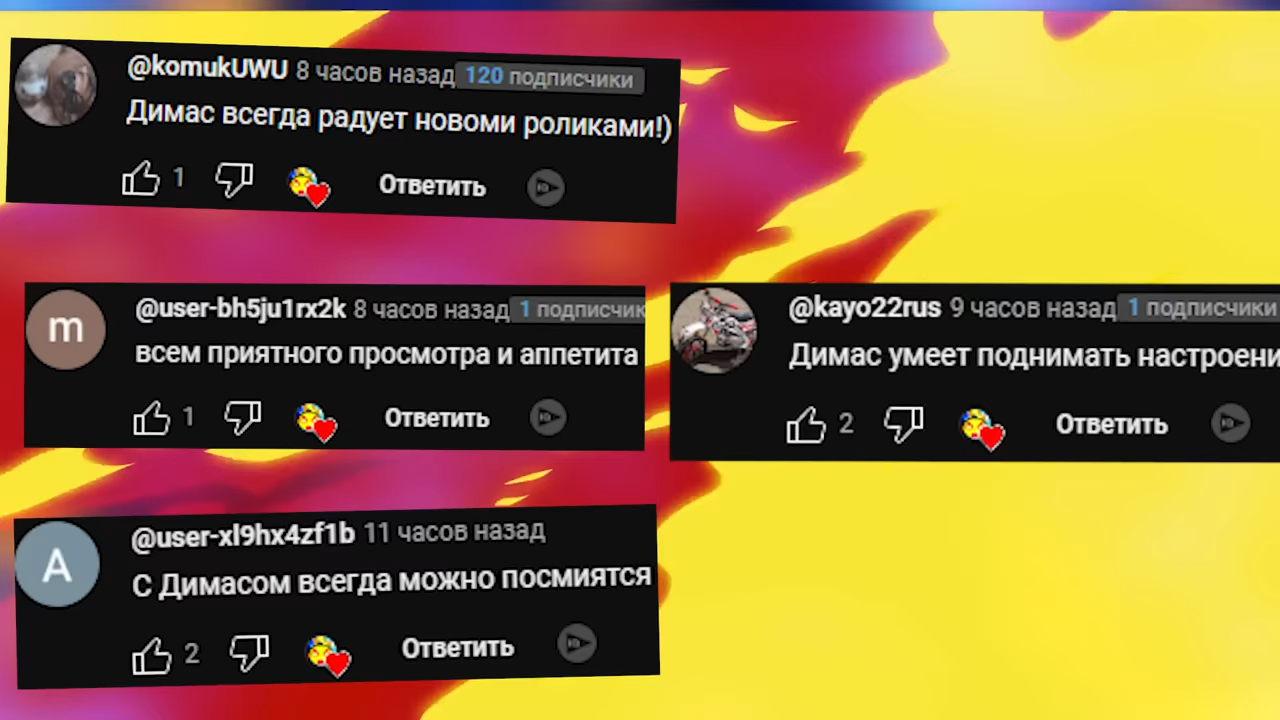 @komukUWU 8 часов назад 120 подписчики
Димас всегда радует новоми роликами!)
1 Ответить
m
@user-bh5ju1rx2k 8 часов назад 1 подписчик
всем приятного просмотра и аппетита
1 Ответить
@kayo22rus 9 часов назад 1 подписчики
Димас умеет поднимать настроени
2 Ответить
A
@user-xl9hx4zf1b 11 часов назад
С Димасом всегда можно посмиятся
2 Ответить